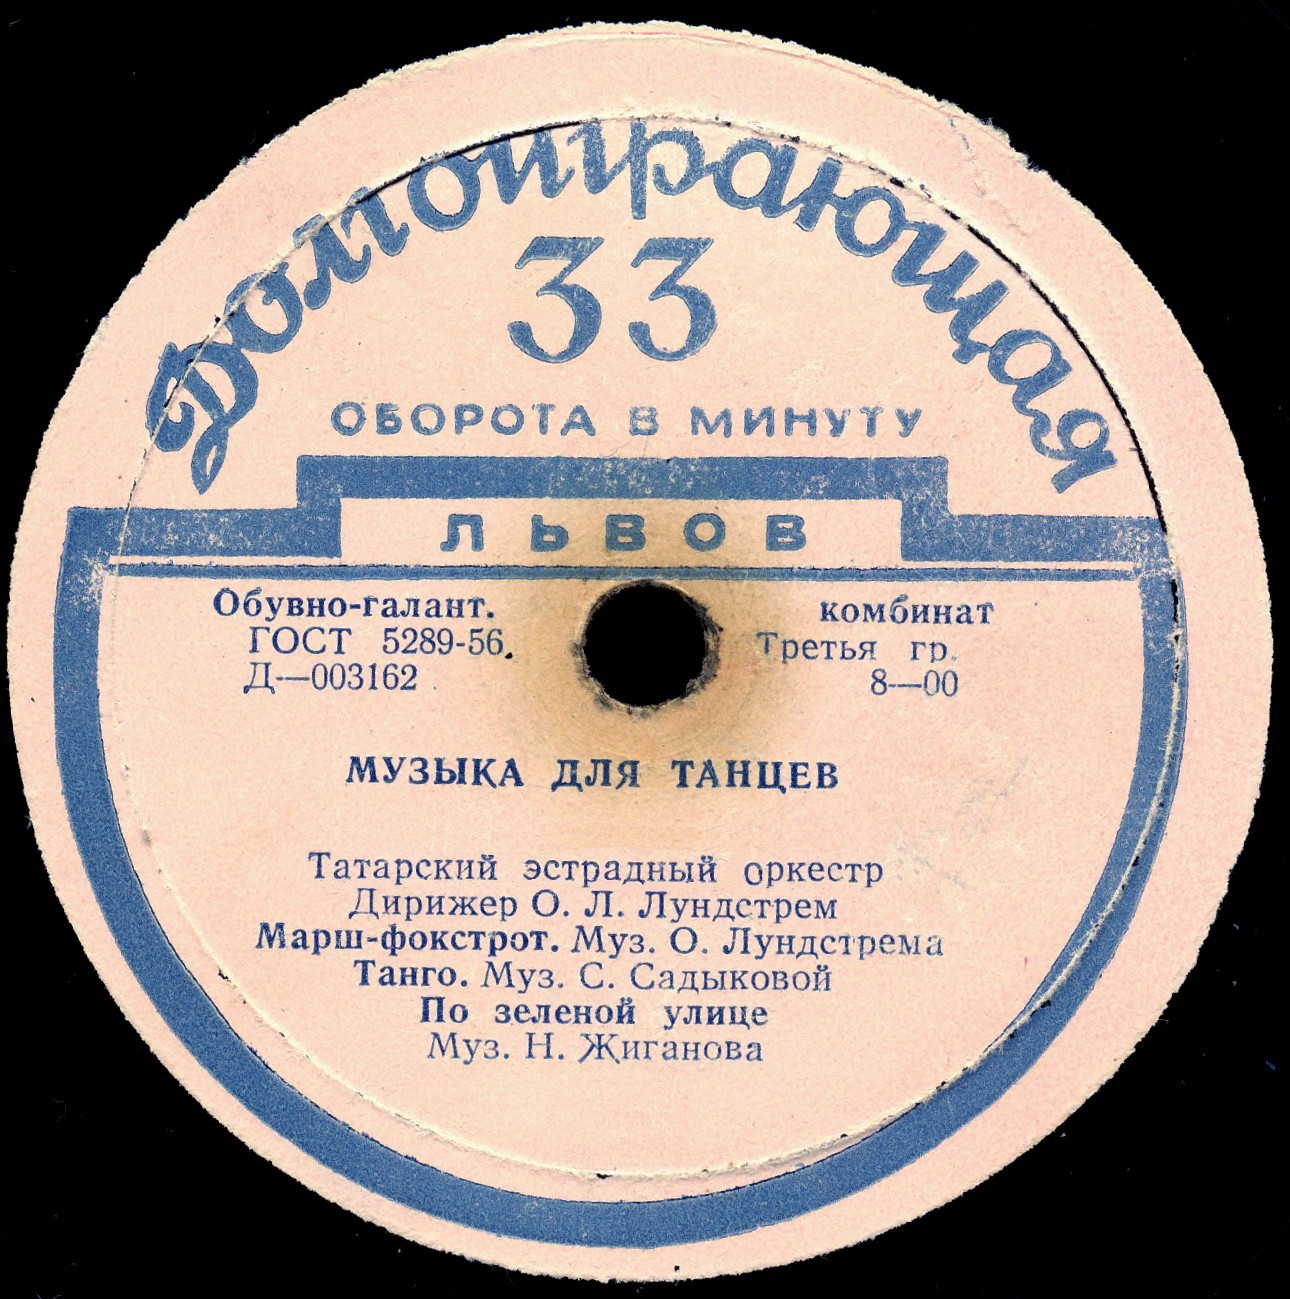 Долгоиграющая
33
ОБОРОТА В МИНУТУ
ЛЬВОВ
Обувно-галант. комбинат
ГОСТ 5289-56. Третья гр.
Д—003162 8—00
МУЗЫКА ДЛЯ ТАНЦЕВ
Татарский эстрадный оркестр
Дирижер О. Л. Лундстрем
Марш-фокстрот. Муз. О. Лундстрема
Танго. Муз. С. Садыковой
По зеленой улице
Муз. Н. Жиганова